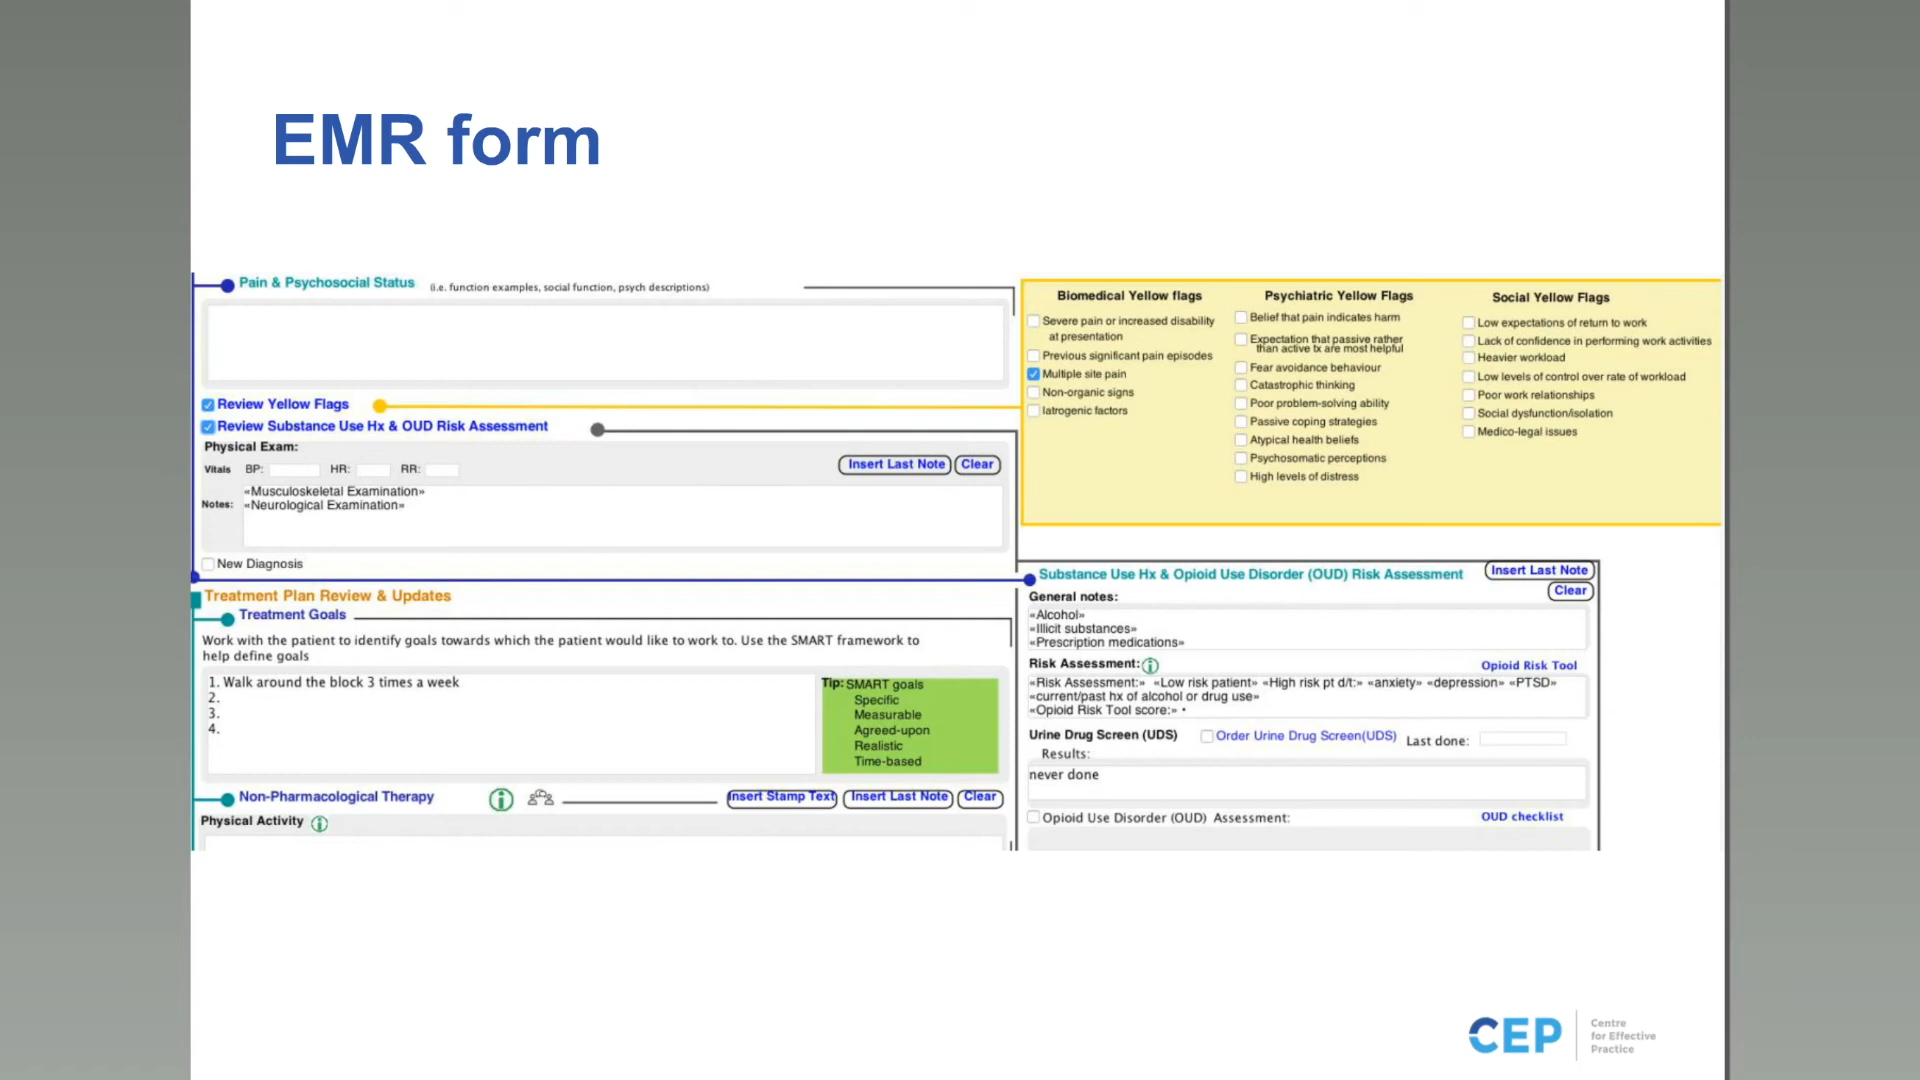 EMR form
Pain & Psychosocial Status (i.e. function examples, social function, psych descriptions)
Review Yellow Flags
Review Substance Use Hx & OUD Risk Assessment
Physical Exam:
Vitals BP: HR: RR: Insert Last Note Clear
Notes: «Musculoskeletal Examination»
«Neurological Examination»
New Diagnosis
Treatment Plan Review & Updates
Treatment Goals
Work with the patient to identify goals towards which the patient would like to work to. Use the SMART framework to
help define goals
1. Walk around the block 3 times a week
2.
3.
4.
Tip: SMART goals
Specific
Measurable
Agreed-upon
Realistic
Time-based
Non-Pharmacological Therapy Insert Stamp Text Insert Last Note Clear
Physical Activity
Biomedical Yellow flags
Severe pain or increased disability
at presentation
Previous significant pain episodes
Multiple site pain
Non-organic signs
Iatrogenic factors
Psychiatric Yellow Flags
Belief that pain indicates harm
Expectation that passive rather
than active tx are most helpful
Fear avoidance behaviour
Catastrophic thinking
Poor problem-solving ability
Passive coping strategies
Atypical health beliefs
Psychosomatic perceptions
High levels of distress
Social Yellow Flags
Low expectations of return to work
Lack of confidence in performing work activities
Heavier workload
Low levels of control over rate of workload
Poor work relationships
Social dysfunction/isolation
Medico-legal issues
Substance Use Hx & Opioid Use Disorder (OUD) Risk Assessment Insert Last Note
General notes: Clear
«Alcohol»
«Illicit substances»
«Prescription medications»
Risk Assessment: Opioid Risk Tool
«Risk Assessment:» «Low risk patient» «High risk pt d/t:» «anxiety» «depression» «PTSD»
«current/past hx of alcohol or drug use»
«Opioid Risk Tool score:» •
Urine Drug Screen (UDS) Order Urine Drug Screen(UDS) Last done:
Results:
never done
Opioid Use Disorder (OUD) Assessment: OUD checklist
CEP
Centre
for Effective
Practice